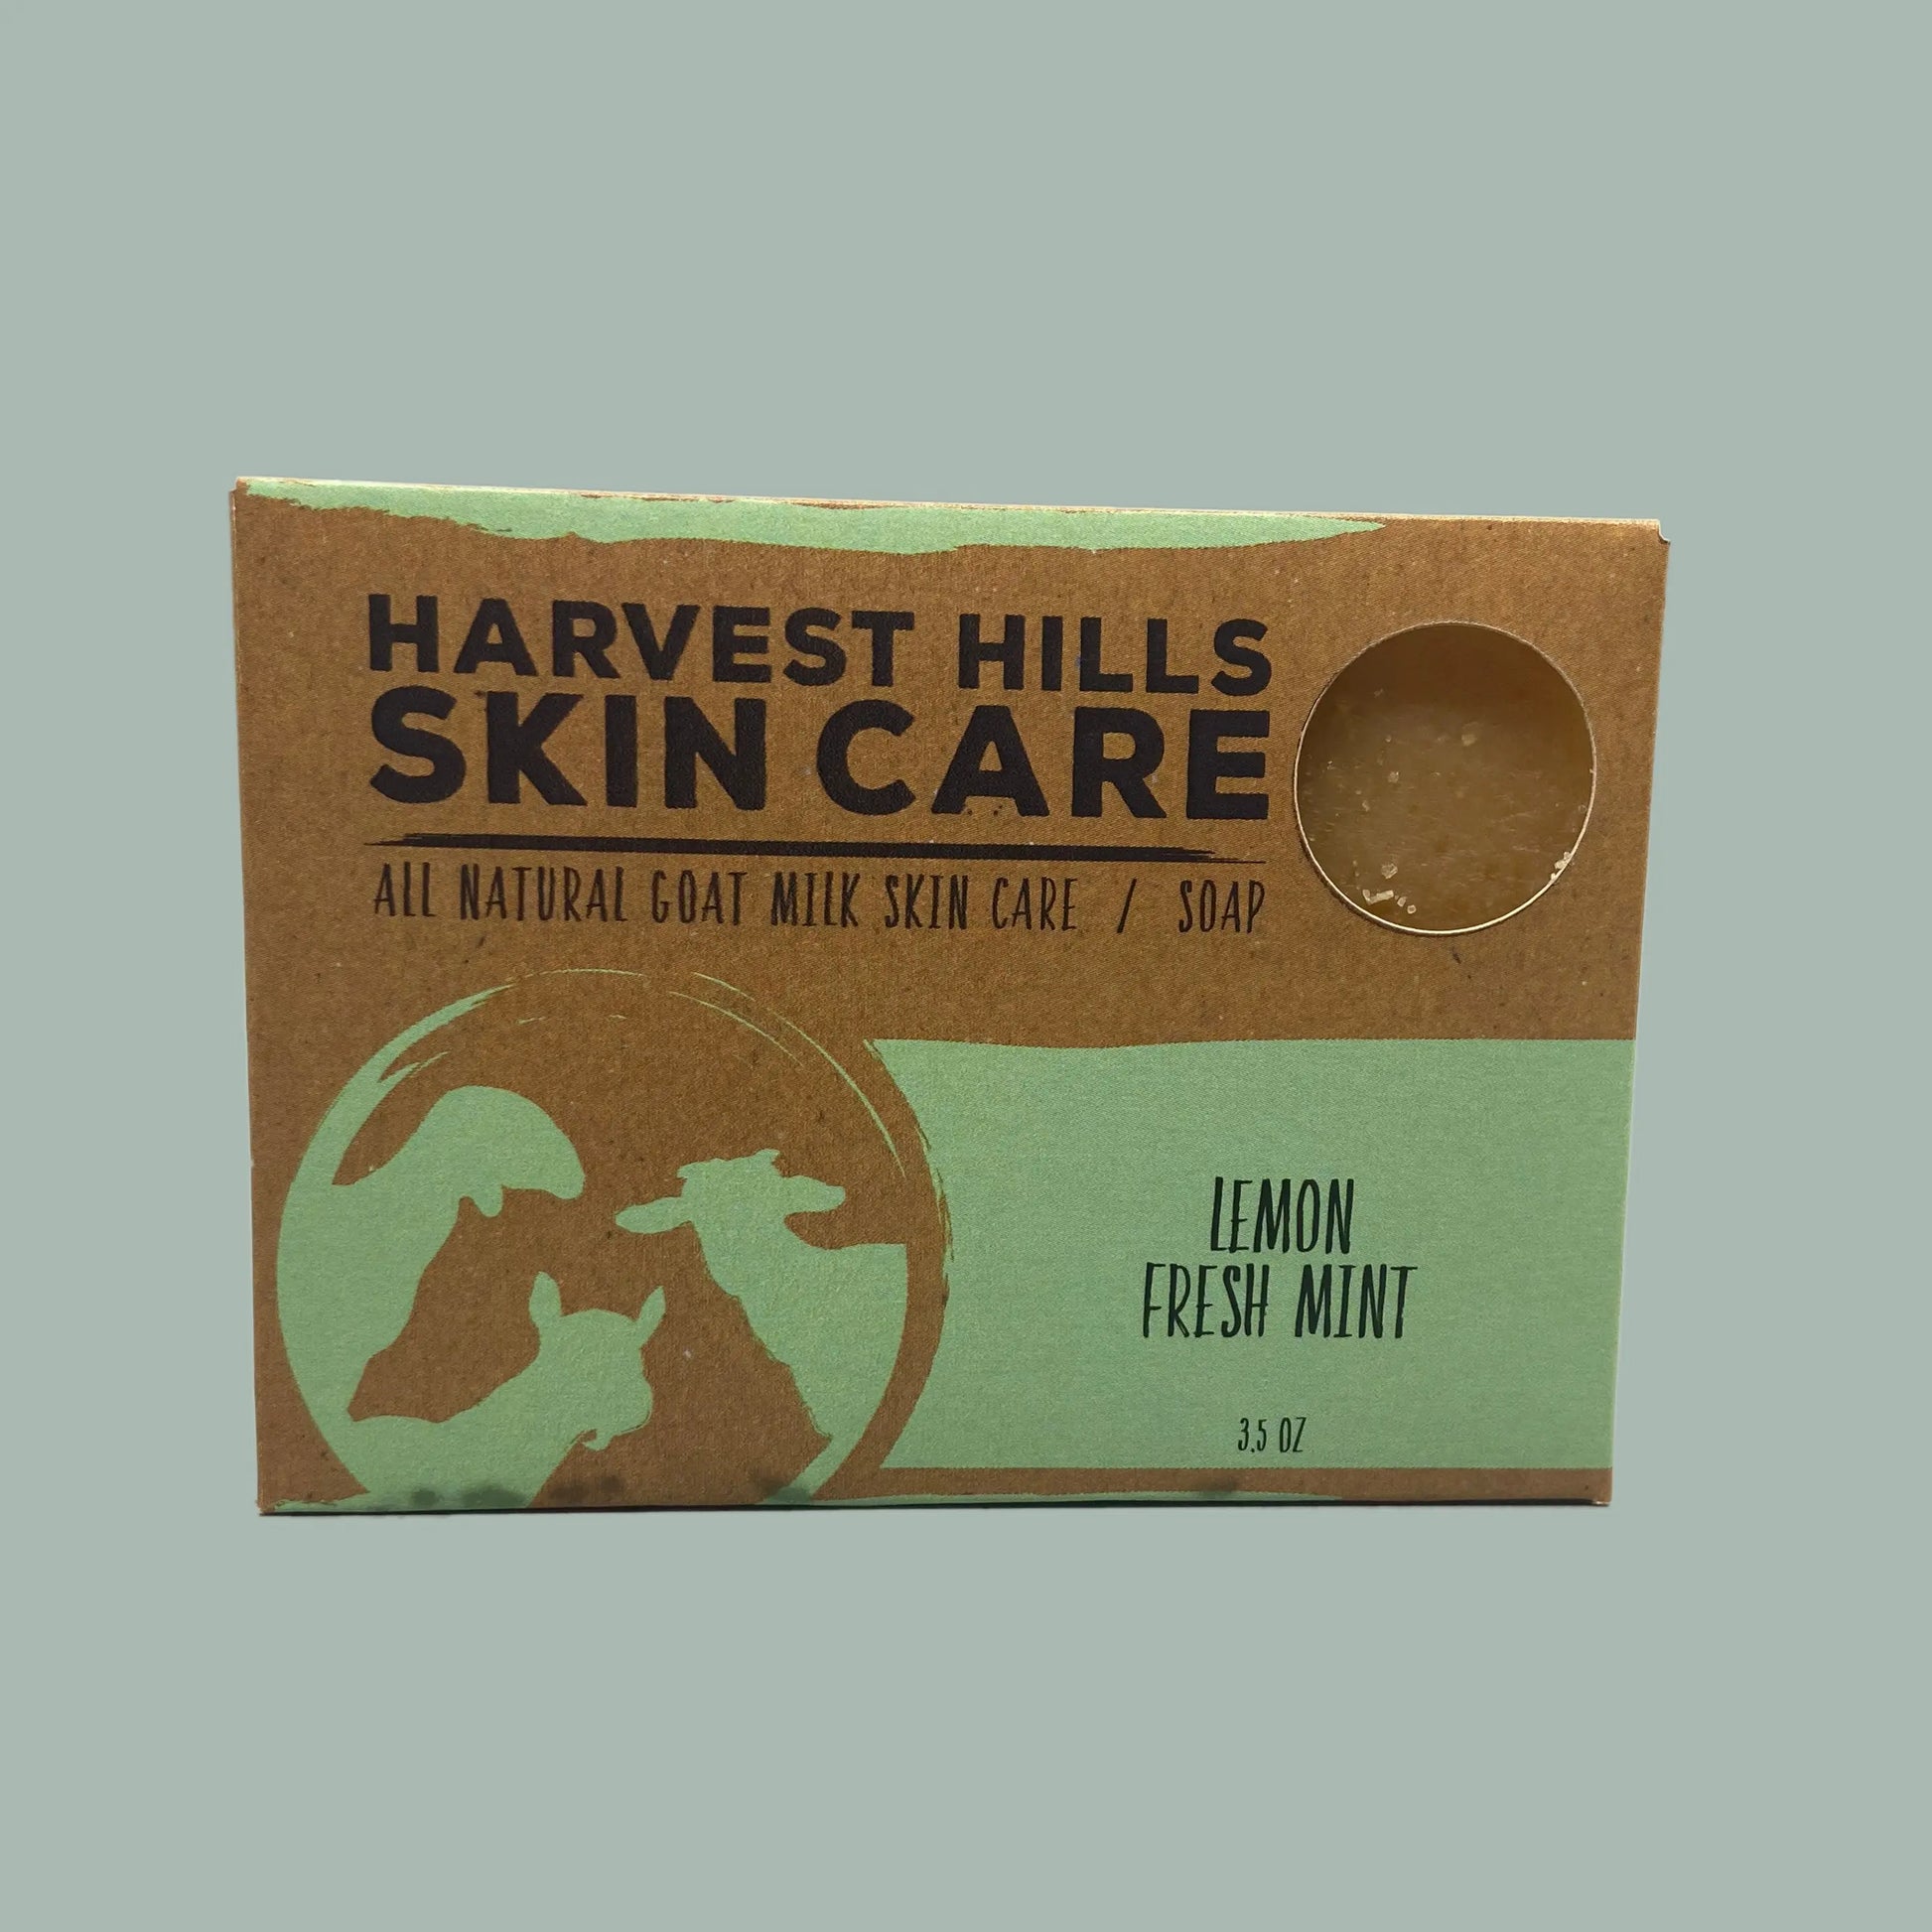 HARVEST HILLS
SKIN CARE
ALL NATURAL GOAT MILK SKIN CARE / SOAP
LEMON
FRESH MINT
3.5 OZ